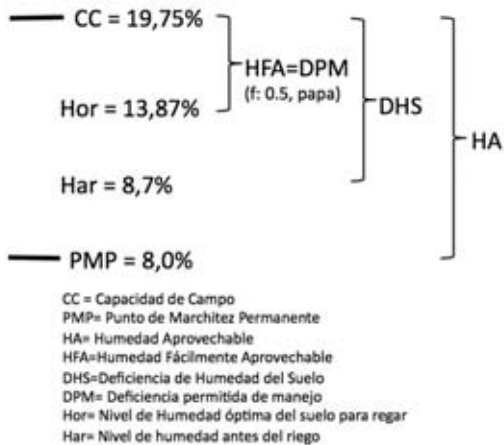 CC = 19,75%
HFA=DPM
(f: 0.5, papa)
DHS
Hor = 13,87%
HA
Har = 8,7%
PMP = 8,0%
CC = Capacidad de Campo
PMP= Punto de Marchitez Permanente
HA= Humedad Aprovechable
HFA=Humedad Fácilmente Aprovechable
DHS=Deficiencia de Humedad del Suelo
DPM= Deficiencia permitida de manejo
Hor= Nivel de Humedad óptima del suelo para regar
Har= Nivel de humedad antes del riego